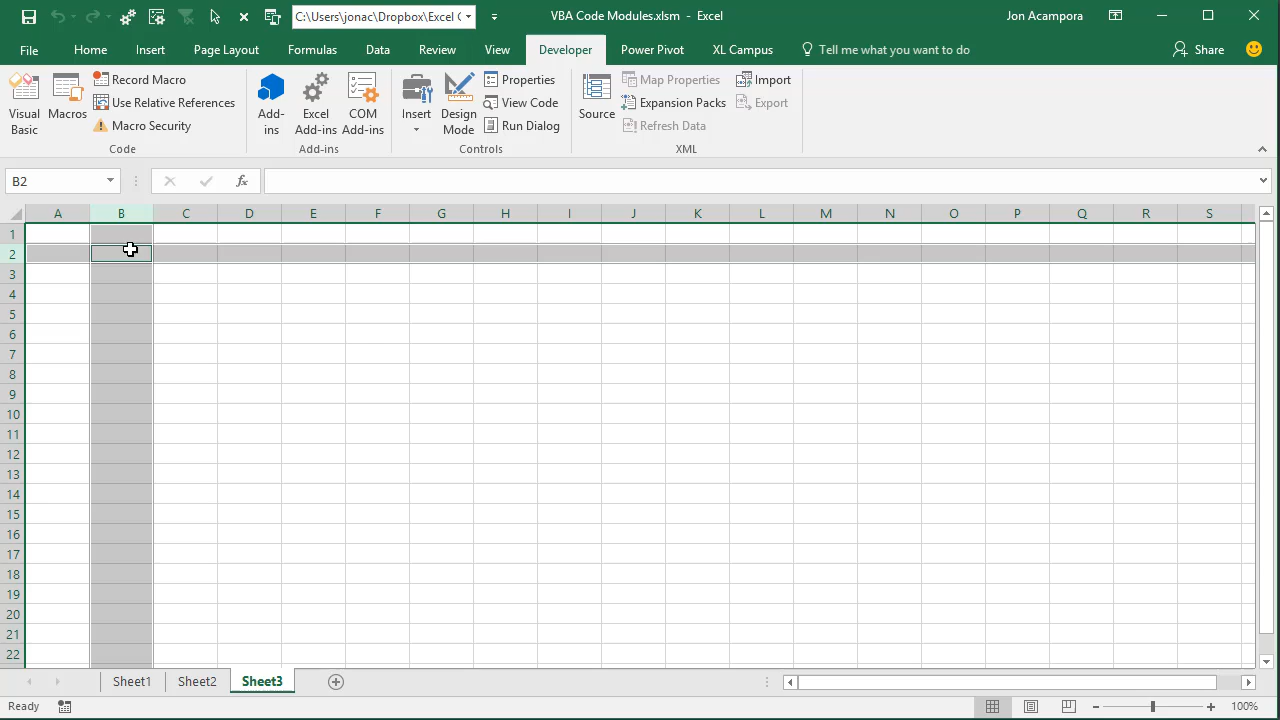 C:\Users\jonac\Dropbox\Excel C
VBA Code Modules.xlsm - Excel
Jon Acampora
File Home Insert Page Layout Formulas Data Review View Developer Power Pivot XL Campus Tell me what you want to do Share
Visual Basic
Macros
Record Macro
Use Relative References
Macro Security
Code
Add-ins
Excel Add-ins
COM Add-ins
Add-ins
Insert
Design Mode
Properties
View Code
Run Dialog
Controls
Source
Map Properties
Expansion Packs
Refresh Data
Import
Export
XML
B2
fx
A B C D E F G H I J K L M N O P Q R S
1
2
3
4
5
6
7
8
9
10
11
12
13
14
15
16
17
18
19
20
21
22
Sheet1 Sheet2 Sheet3
Ready
100%